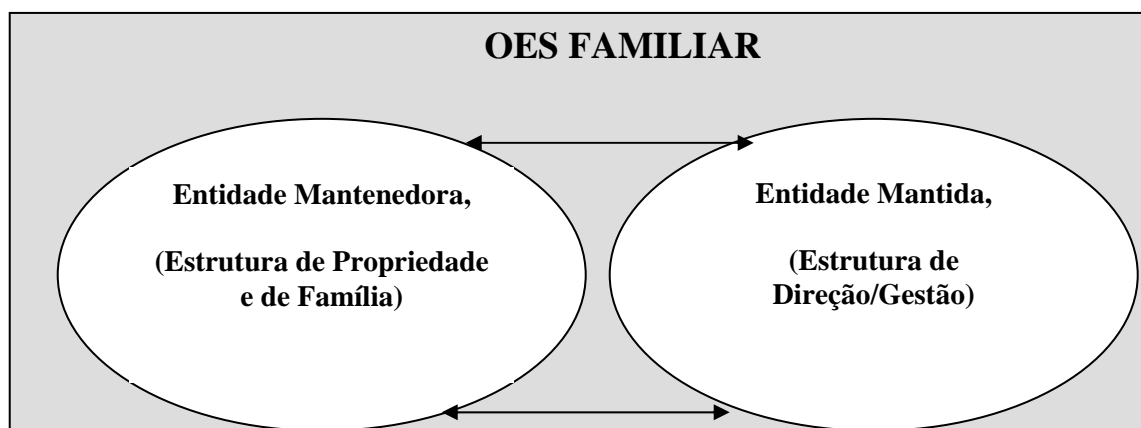 OES FAMILIAR
Entidade Mantenedora,
(Estrutura de Propriedade
e de Família)
Entidade Mantida,
(Estrutura de
Direção/Gestão)